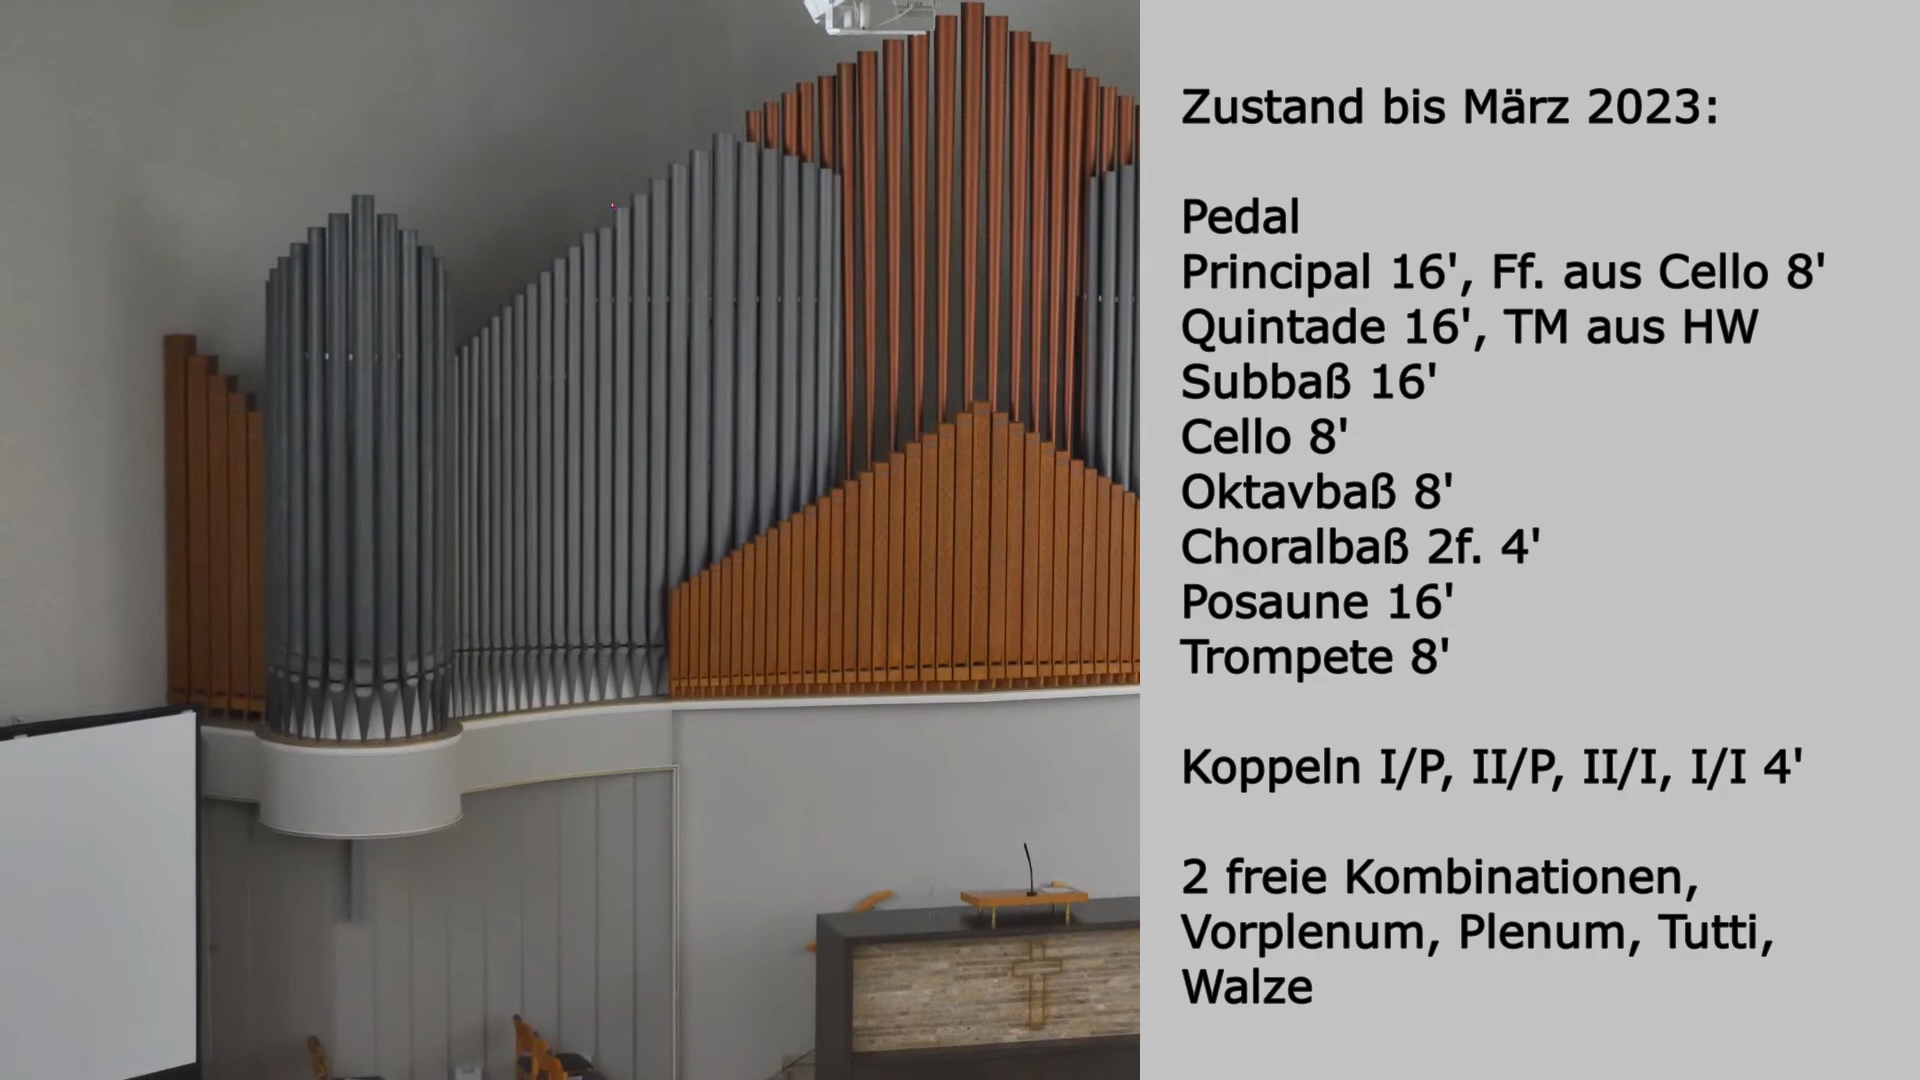 Zustand bis März 2023:
Pedal
Principal 16', Ff. aus Cello 8'
Quintade 16', TM aus HW
Subbaß 16'
Cello 8'
Oktavbaß 8'
Choralbaß 2f. 4'
Posaune 16'
Trompete 8'
Koppeln I/P, II/P, II/I, I/I 4'
2 freie Kombinationen,
Vorplenum, Plenum, Tutti,
Walze